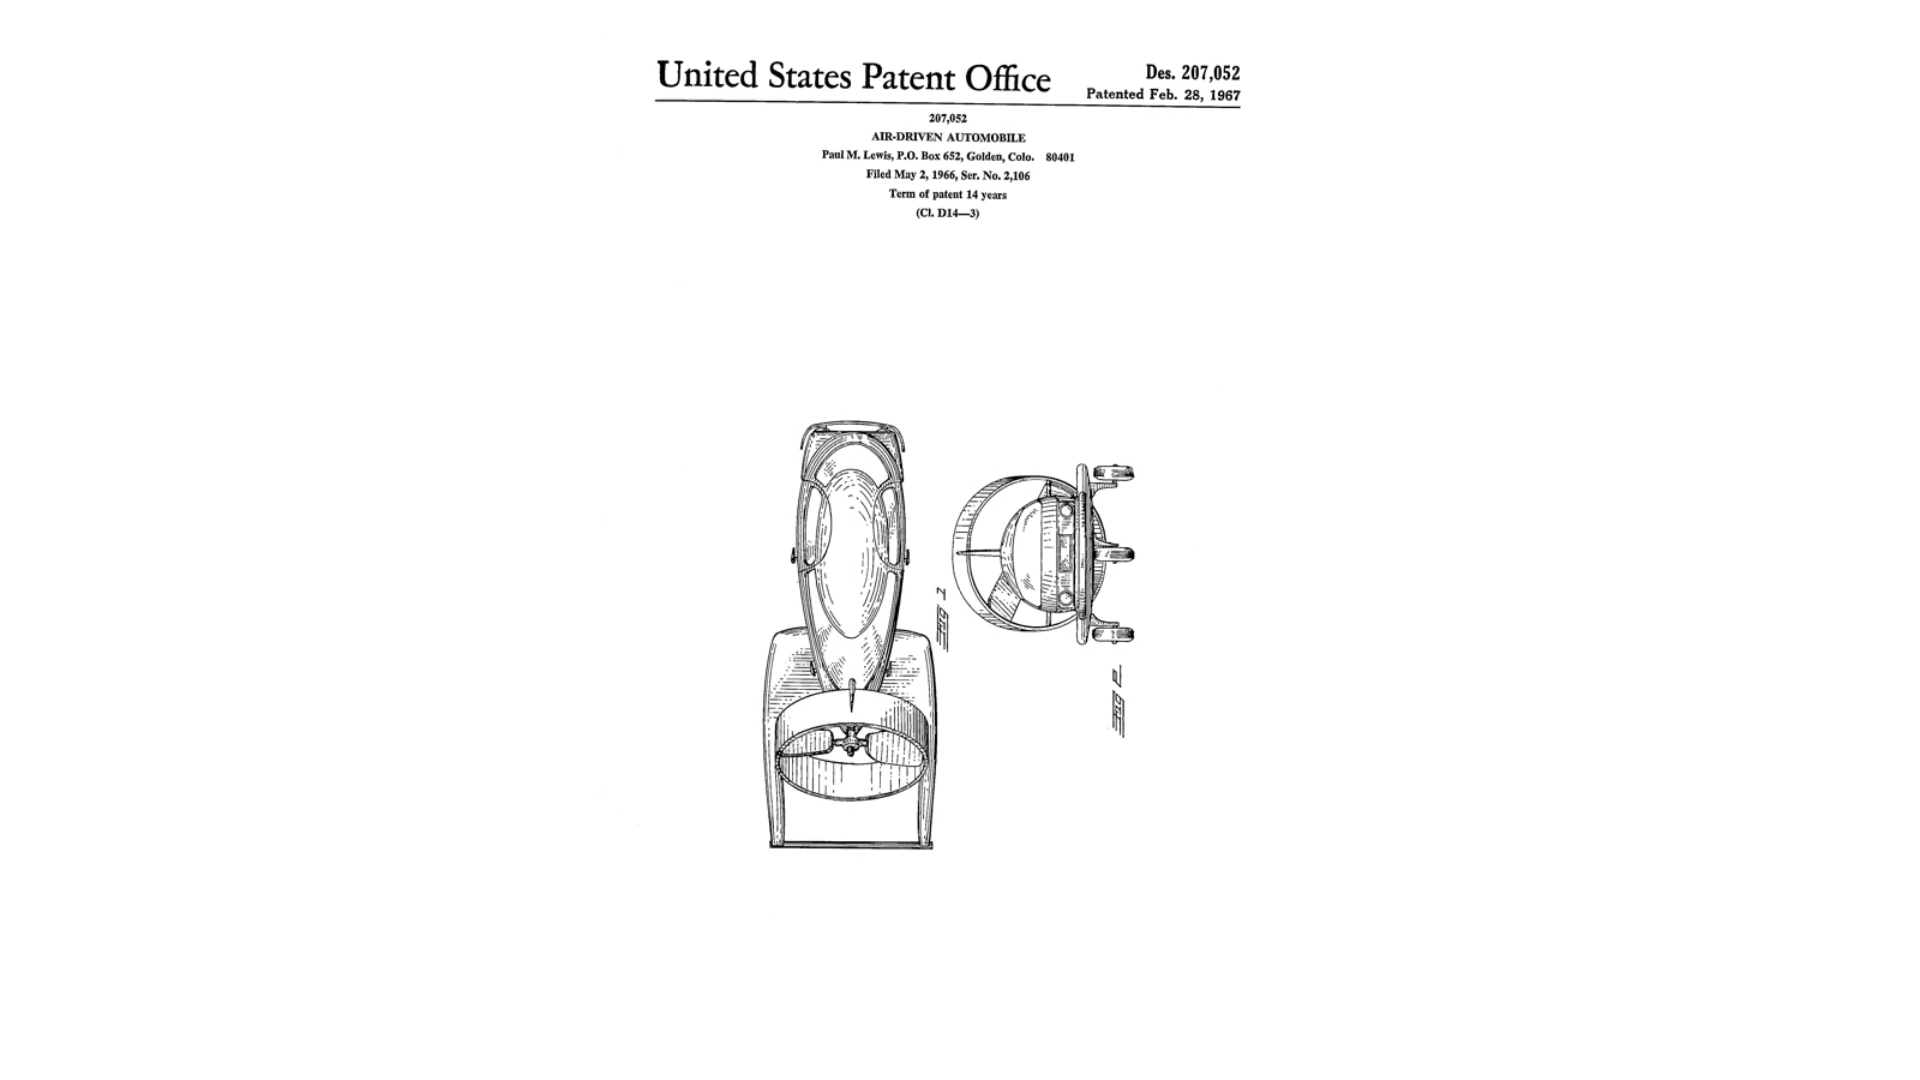 United States Patent Office
Des. 207,052
Patented Feb. 28, 1967
207,052
AIR-DRIVEN AUTOMOBILE
Paul M. Lewis, P.O. Box 652, Golden, Colo. 80401
Filed May 2, 1966, Ser. No. 2,106
Term of patent 14 years
(Cl. D14—3)